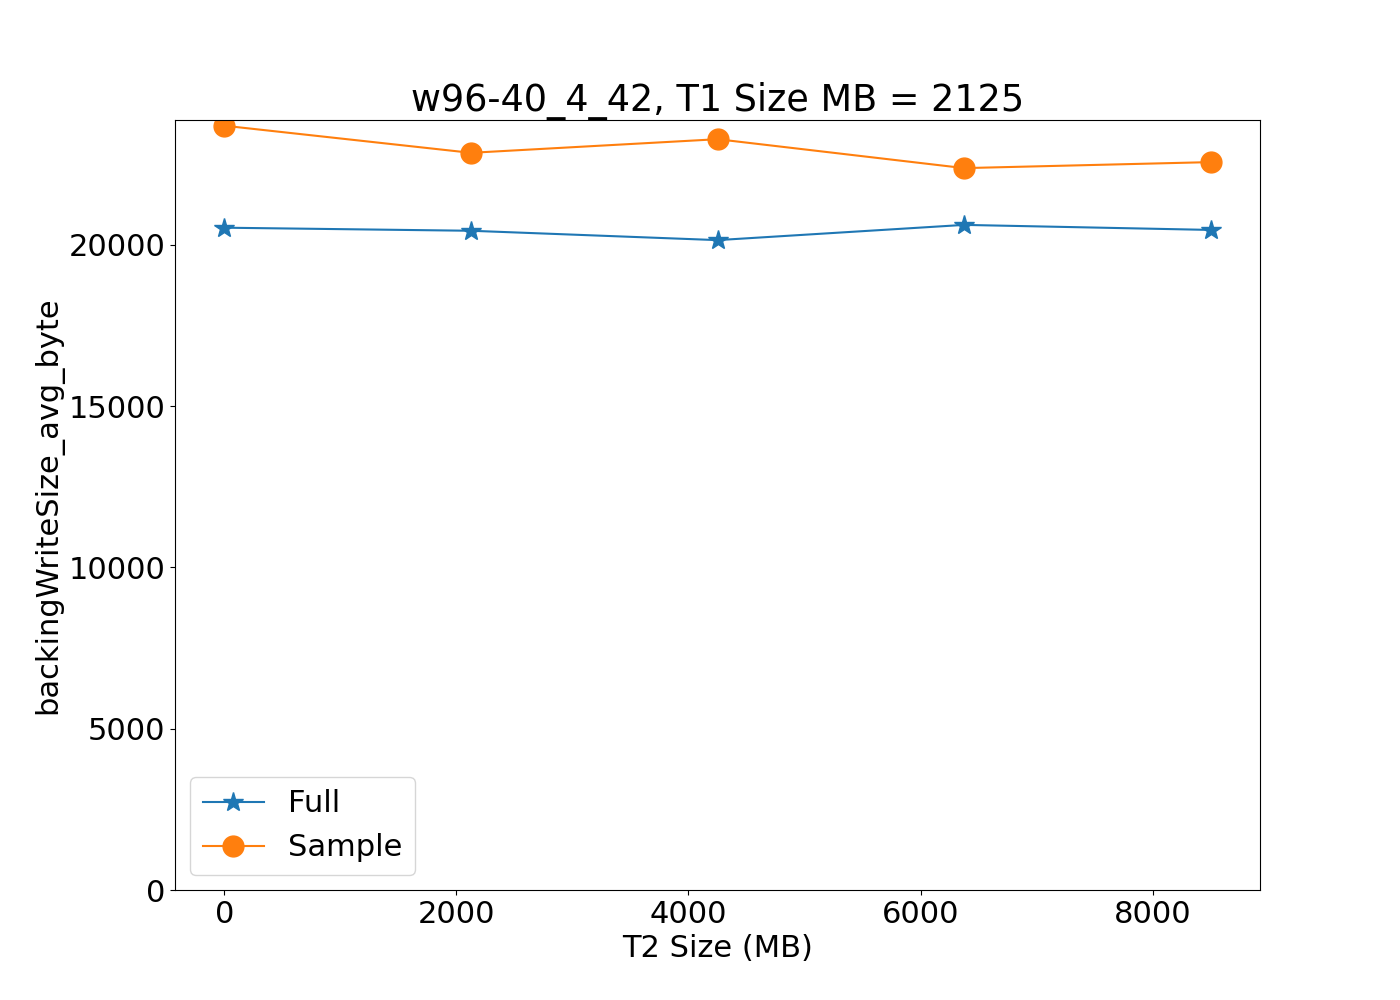 w96-40_4_42, T1 Size MB = 2125
backingWriteSize_avg_byte
20000
15000
10000
5000
0
Full
Sample
0 2000 4000 6000 8000
T2 Size (MB)